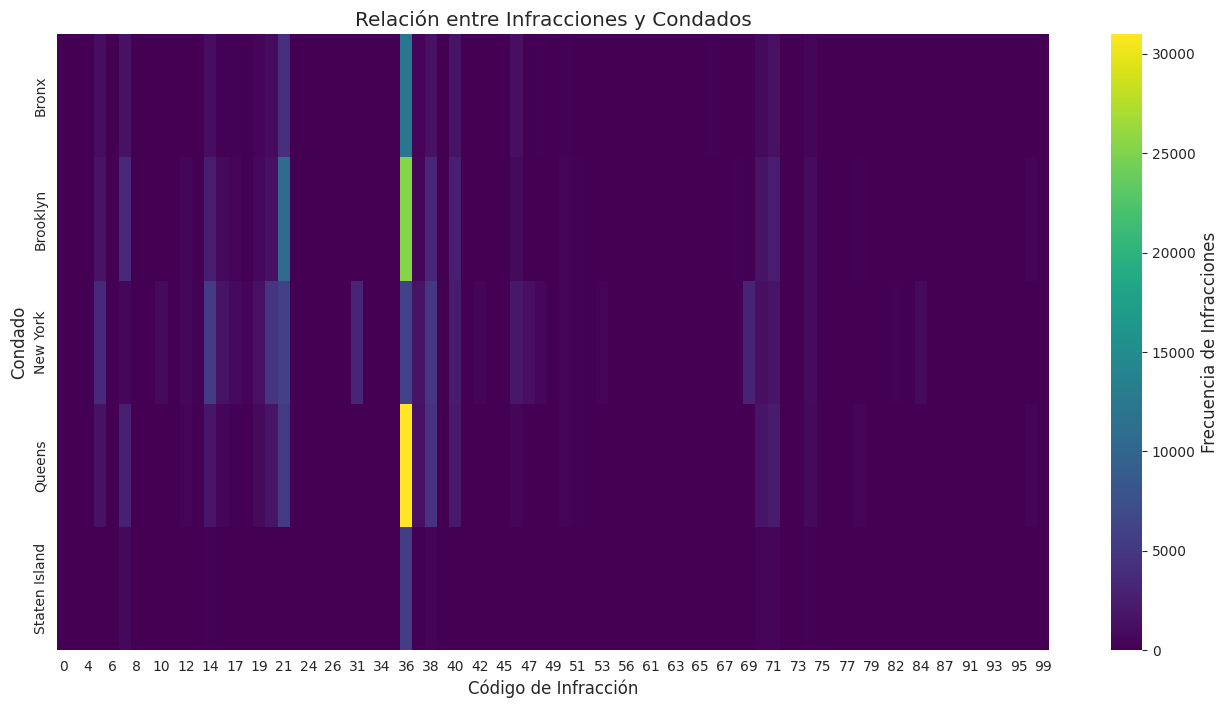 Relación entre Infracciones y Condados
Condado
Bronx
Brooklyn
New York
Queens
Staten Island
0 4 6 8 10 12 14 17 19 21 24 26 31 34 36 38 40 42 45 47 49 51 53 56 61 63 65 67 69 71 73 75 77 79 82 84 87 91 93 95 99
Código de Infracción
30000
25000
20000
15000
10000
5000
0
Frecuencia de Infracciones